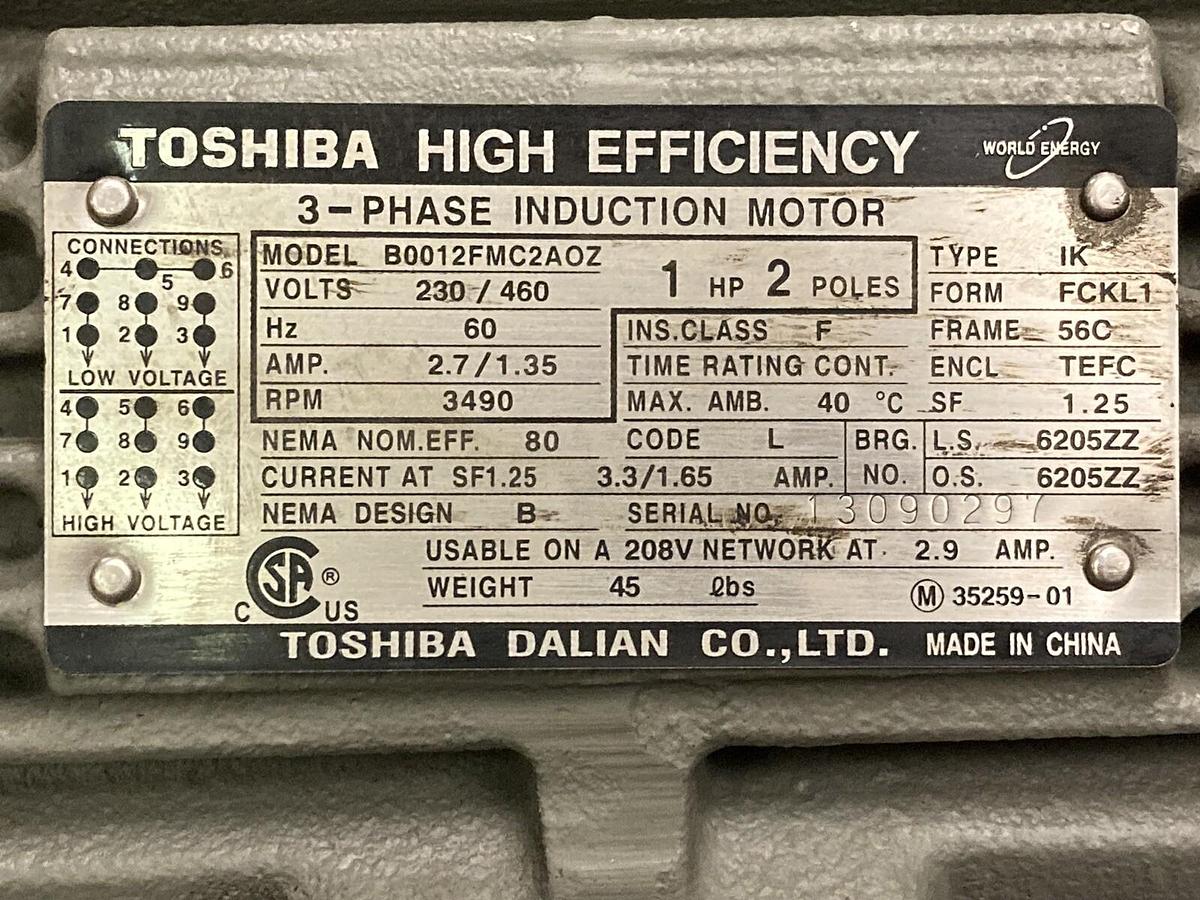 TOSHIBA HIGH EFFICIENCY WORLD ENERGY
3-PHASE INDUCTION MOTOR
CONNECTIONS
4 5 6
7 8 9
1 2 3
LOW VOLTAGE
4 5 6
7 8 9
1 2 3
HIGH VOLTAGE
MODEL B0012FMC2AOZ
1 HP 2 POLES
VOLTS 230 / 460
Hz 60
AMP. 2.7/1.35
RPM 3490
INS.CLASS F
TIME RATING CONT.
MAX. AMB. 40 °C
TYPE IK
FORM FCKL1
FRAME 56C
ENCL TEFC
SF 1.25
NEMA NOM.EFF. 80
CODE L
BRG. NO.
L.S. 6205ZZ
O.S. 6205ZZ
CURRENT AT SF1.25 3.3/1.65 AMP.
NEMA DESIGN B
SERIAL NO. 13090297
USABLE ON A 208V NETWORK AT 2.9 AMP.
WEIGHT 45 lbs
C SA ® US
M 35259-01
TOSHIBA DALIAN CO.,LTD. MADE IN CHINA